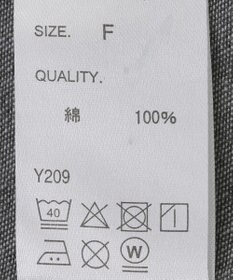 SIZE. F
QUALITY.
綿 100%
Y209
40
W